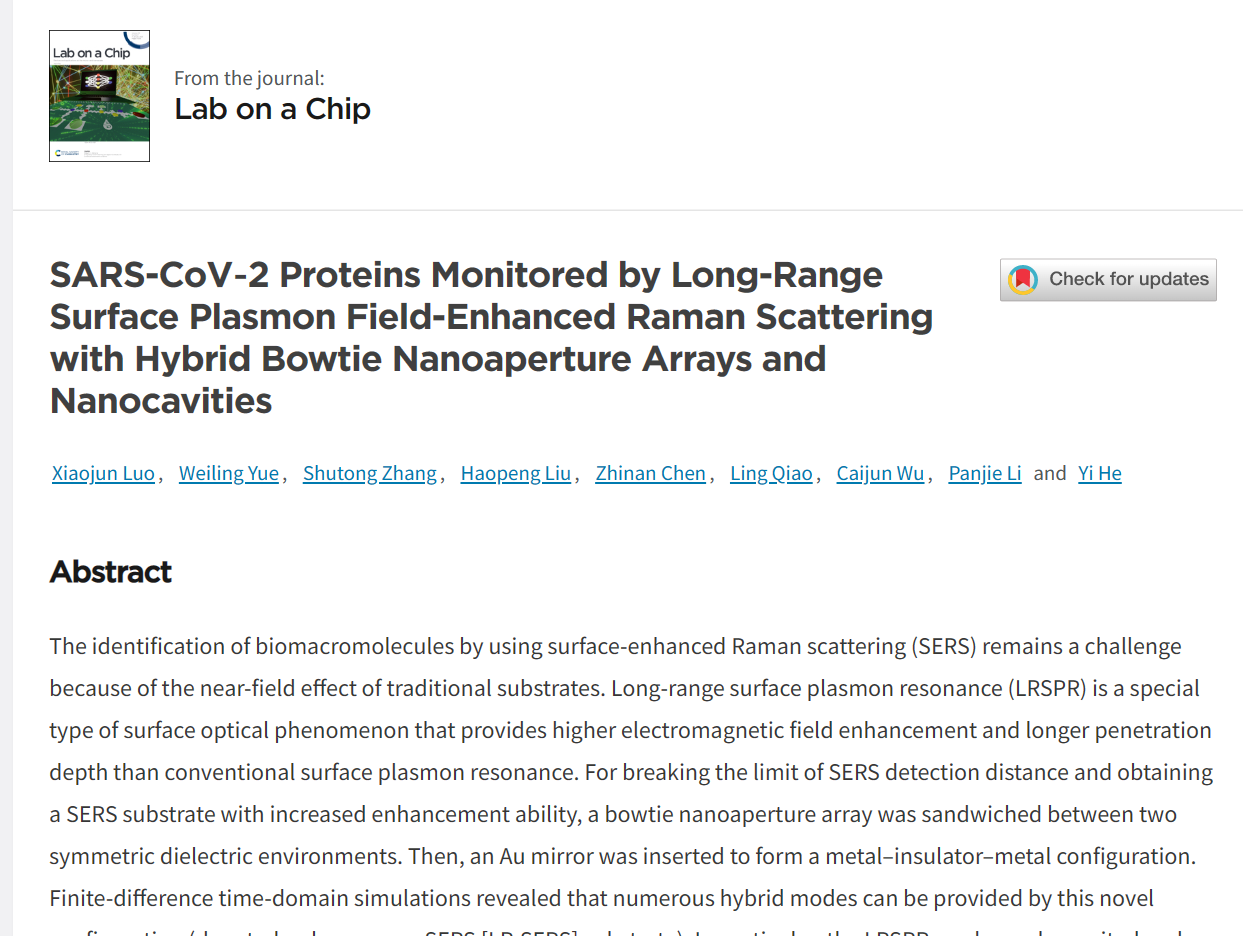 Lab on a Chip
From the journal:
Lab on a Chip
SARS-CoV-2 Proteins Monitored by Long-Range
Surface Plasmon Field-Enhanced Raman Scattering
with Hybrid Bowtie Nanoaperture Arrays and
Nanocavities
Check for updates
Xiaojun Luo, Weiling Yue, Shutong Zhang, Haopeng Liu, Zhinan Chen, Ling Qiao, Caijun Wu, Panjie Li and Yi He
Abstract
The identification of biomacromolecules by using surface-enhanced Raman scattering (SERS) remains a challenge
because of the near-field effect of traditional substrates. Long-range surface plasmon resonance (LRSPR) is a special
type of surface optical phenomenon that provides higher electromagnetic field enhancement and longer penetration
depth than conventional surface plasmon resonance. For breaking the limit of SERS detection distance and obtaining
a SERS substrate with increased enhancement ability, a bowtie nanoaperture array was sandwiched between two
symmetric dielectric environments. Then, an Au mirror was inserted to form a metal–insulator–metal configuration.
Finite-difference time-domain simulations revealed that numerous hybrid modes can be provided by this novel